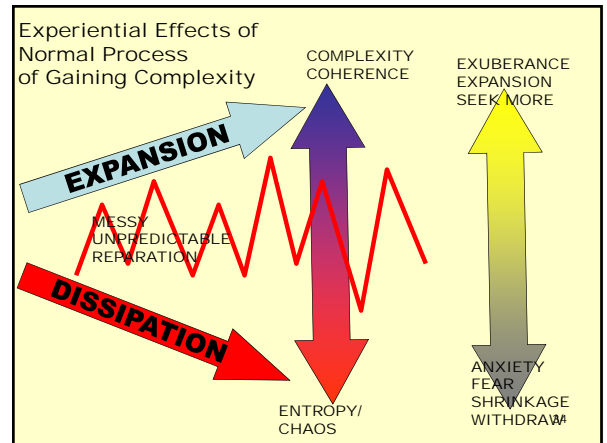 Experiential Effects of
Normal Process
of Gaining Complexity
COMPLEXITY
COHERENCE
EXUBERANCE
EXPANSION
SEEK MORE
EXPANSION
MESSY
UNPREDICTABLE
REPARATION
DISSIPATION
ENTROPY/
CHAOS
ANXIETY
FEAR
SHRINKAGE
WITHDRAW
34